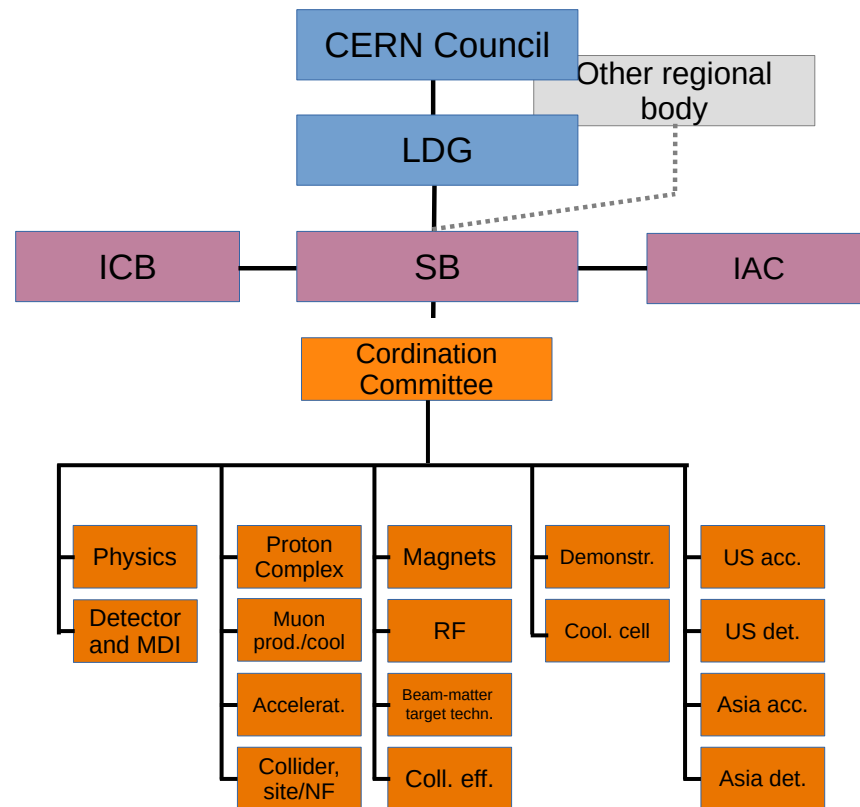 CERN Council
Other regional
body
LDG
ICB
SB
IAC
Cordination
Committee
Physics
Detector
and MDI
Proton
Complex
Muon
prod./cool
Accelerat.
Collider,
site/NF
Magnets
RF
Beam-matter
target techn.
Coll. eff.
Demonstr.
Cool. cell
US acc.
US det.
Asia acc.
Asia det.